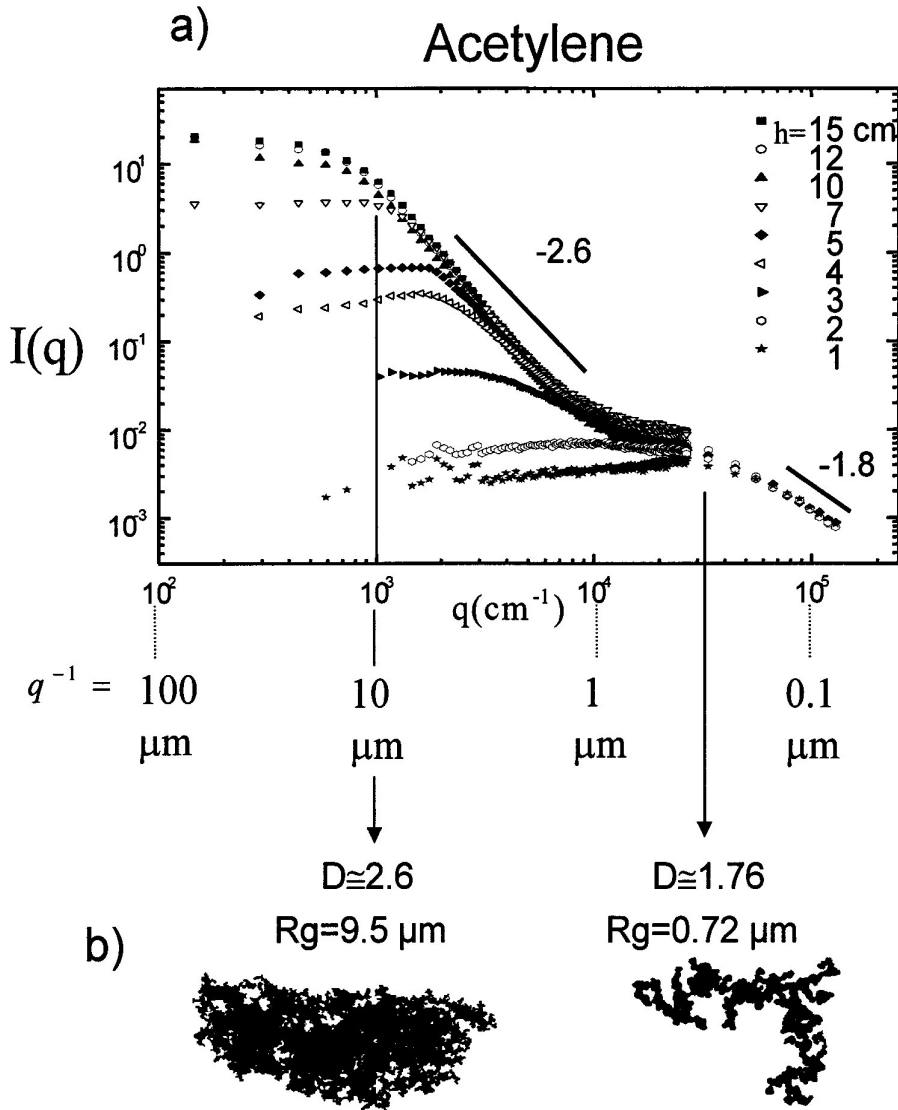 a)
Acetylene
h= 15 cm
12
10
7
5
4
3
2
1
I(q)
10¹
10⁰
10⁻¹
10⁻²
10⁻³
-2.6
-1.8
10² 10³ 10⁴ 10⁵
q(cm⁻¹)
q⁻¹ = 100 10 1 0.1
µm µm µm µm
D≅2.6 D≅1.76
Rg=9.5 µm Rg=0.72 µm
b)